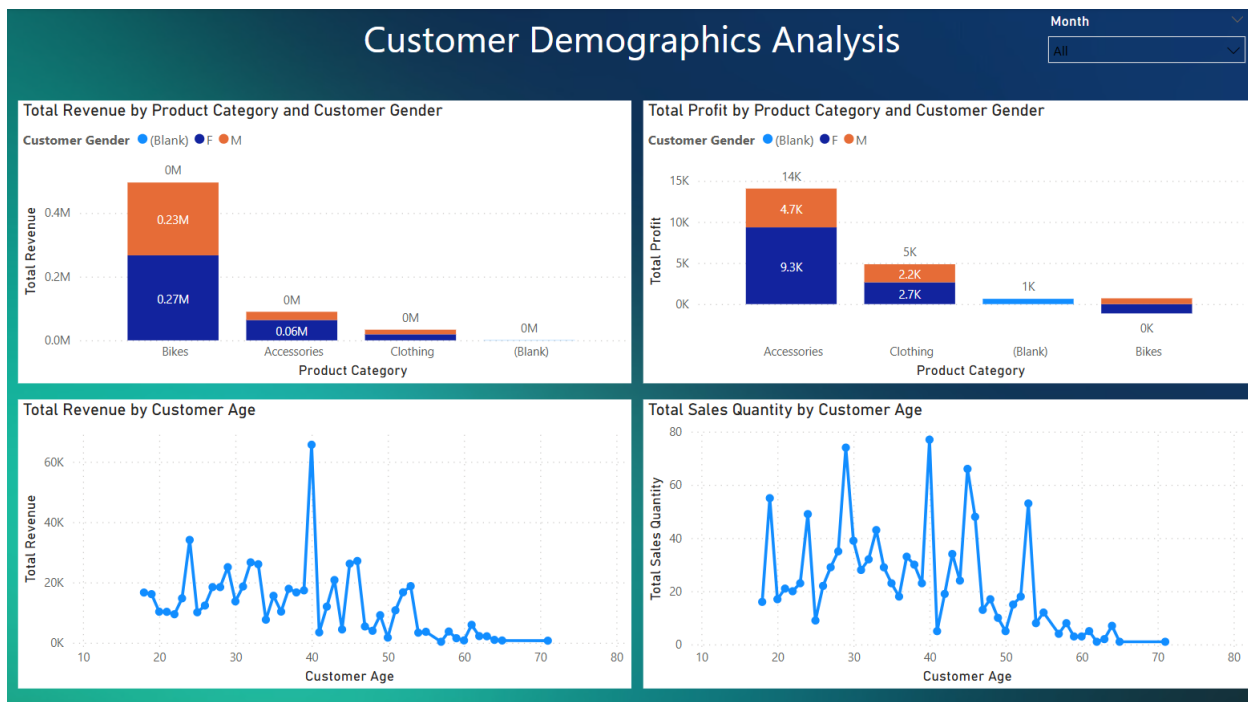 Customer Demographics Analysis
Month
All
Total Revenue by Product Category and Customer Gender
Customer Gender (Blank) F M
0M
0.4M
0.23M
0.2M
0.27M
0M
0.06M
0M
0M
0.0M
Bikes Accessories Clothing (Blank)
Total Revenue
Product Category
Total Profit by Product Category and Customer Gender
Customer Gender (Blank) F M
15K
14K
4.7K
10K
9.3K
5K
5K
2.2K
2.7K
1K
0K
0K
Accessories Clothing (Blank) Bikes
Total Profit
Product Category
Total Revenue by Customer Age
60K
40K
20K
0K
10 20 30 40 50 60 70 80
Total Revenue
Customer Age
Total Sales Quantity by Customer Age
80
60
40
20
0
10 20 30 40 50 60 70 80
Total Sales Quantity
Customer Age